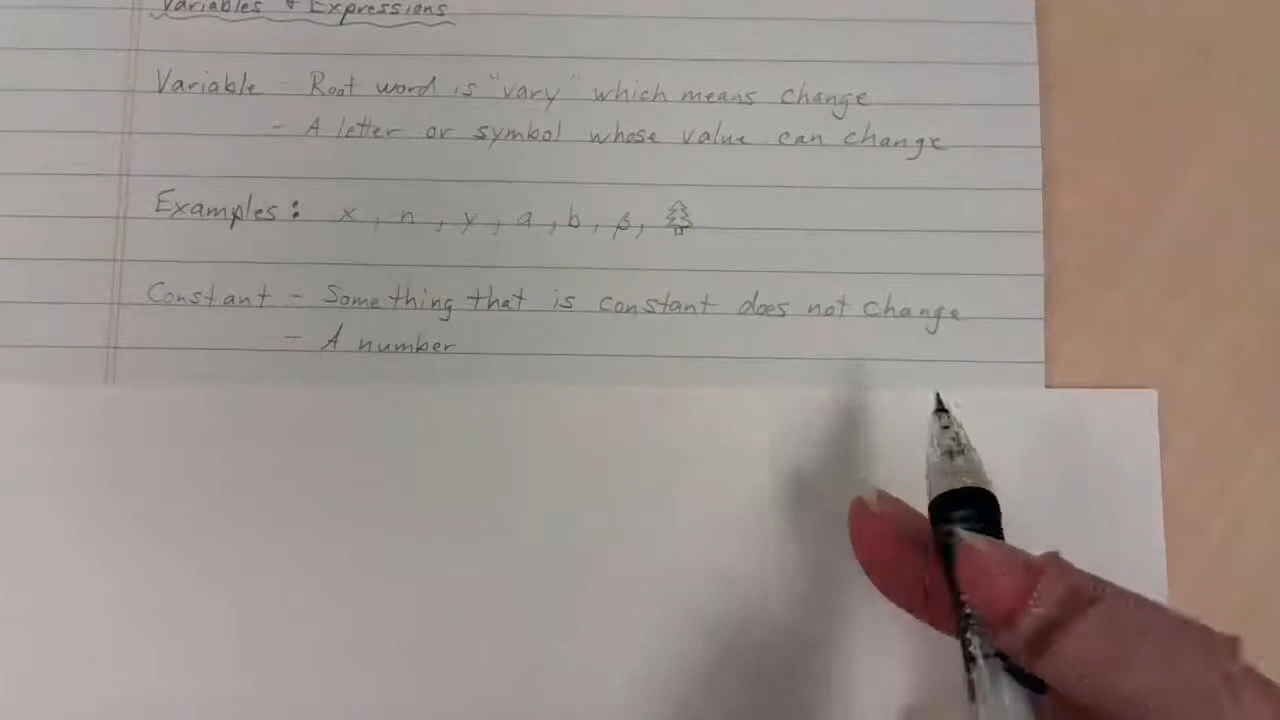 Variables & Expressions
Variable - Root word is "vary" which means change
- A letter or symbol whose value can change
Examples: x, n, y, a, b, β, 🌲
Constant - Something that is constant does not change
- A number